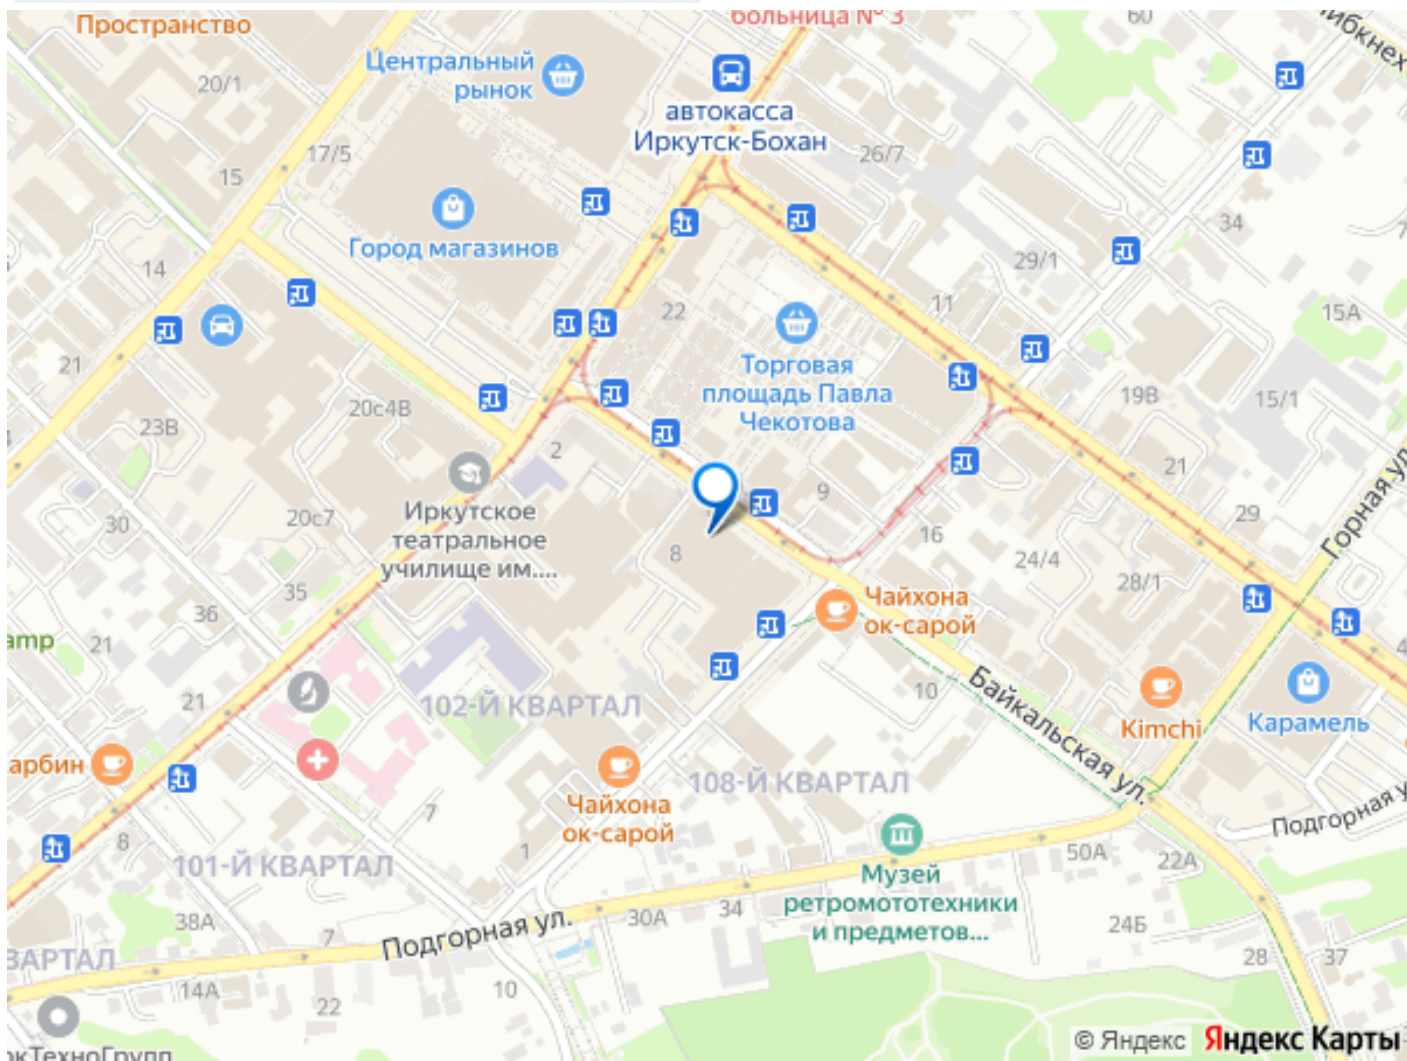 Пространство
больница № 3
60
Центральный
рынок
20/1
автокасса
Иркутск-Бохан
26/7
17/5
15
34
Город магазинов
29/1
14
22
11
15А
21
Торговая
площадь Павла
Чекотова
20с4В
19В
15/1
23В
2
21
9
30
20с7
Иркутское
театральное
училище им....
8
16
29
Горная ул.
24/4
28/1
35
36
Чайхона
ок-сарой
21
102-Й КВАРТАЛ
21
10
Байкальская ул.
Kimchi
Карамель
Чайхона
ок-сарой
108-Й КВАРТАЛ
7
8
1
101-Й КВАРТАЛ
Подгорная у
50А
22А
Музей
ретромототехники
и предметов...
38А
7
Подгорная ул.
30А
34
24Б
28
37
14А
22
10
© Яндекс
Яндекс Карты